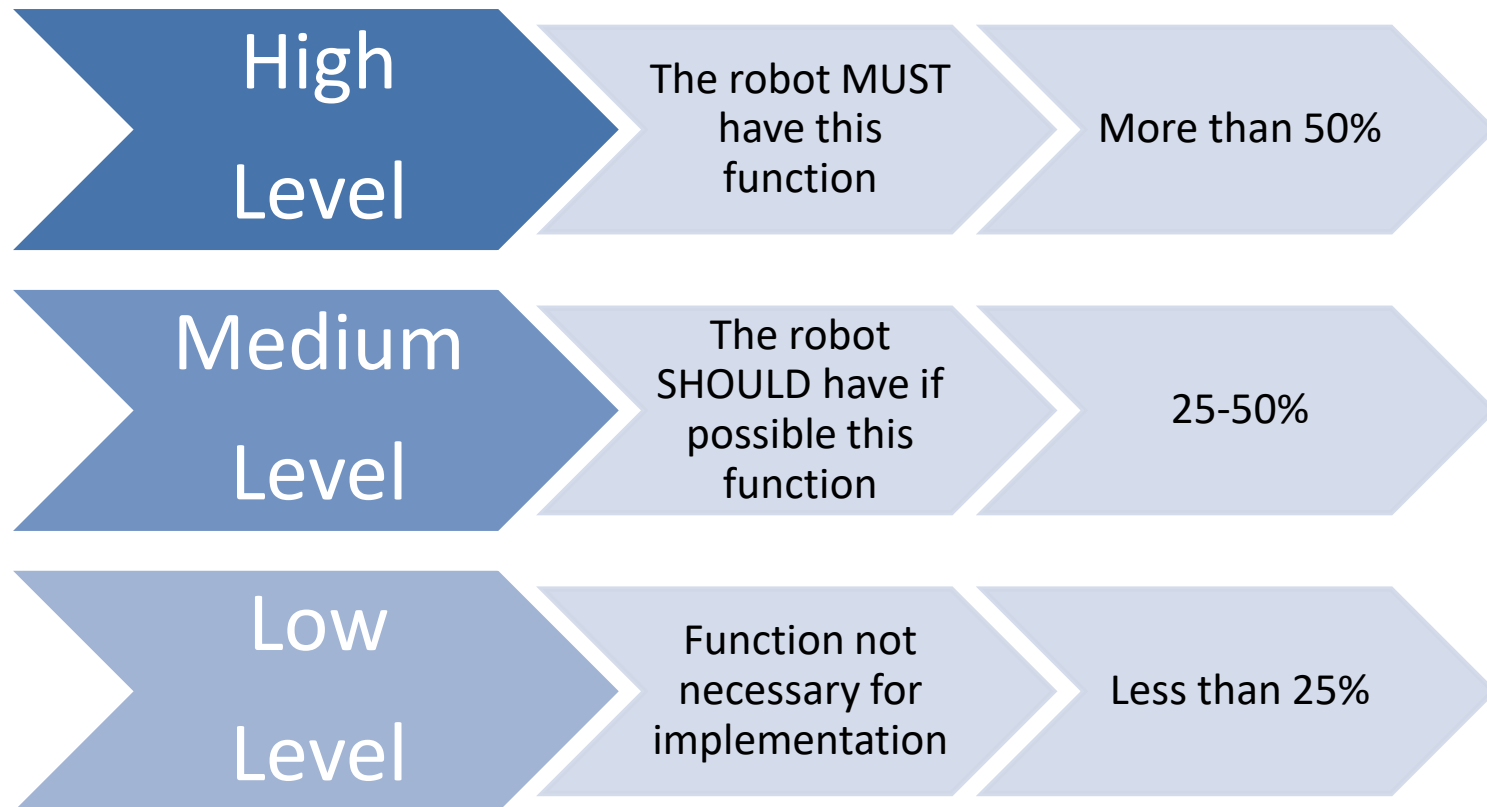 High
Level
The robot MUST
have this
function
More than 50%
Medium
Level
The robot
SHOULD have if
possible this
function
25-50%
Low
Level
Function not
necessary for
implementation
Less than 25%